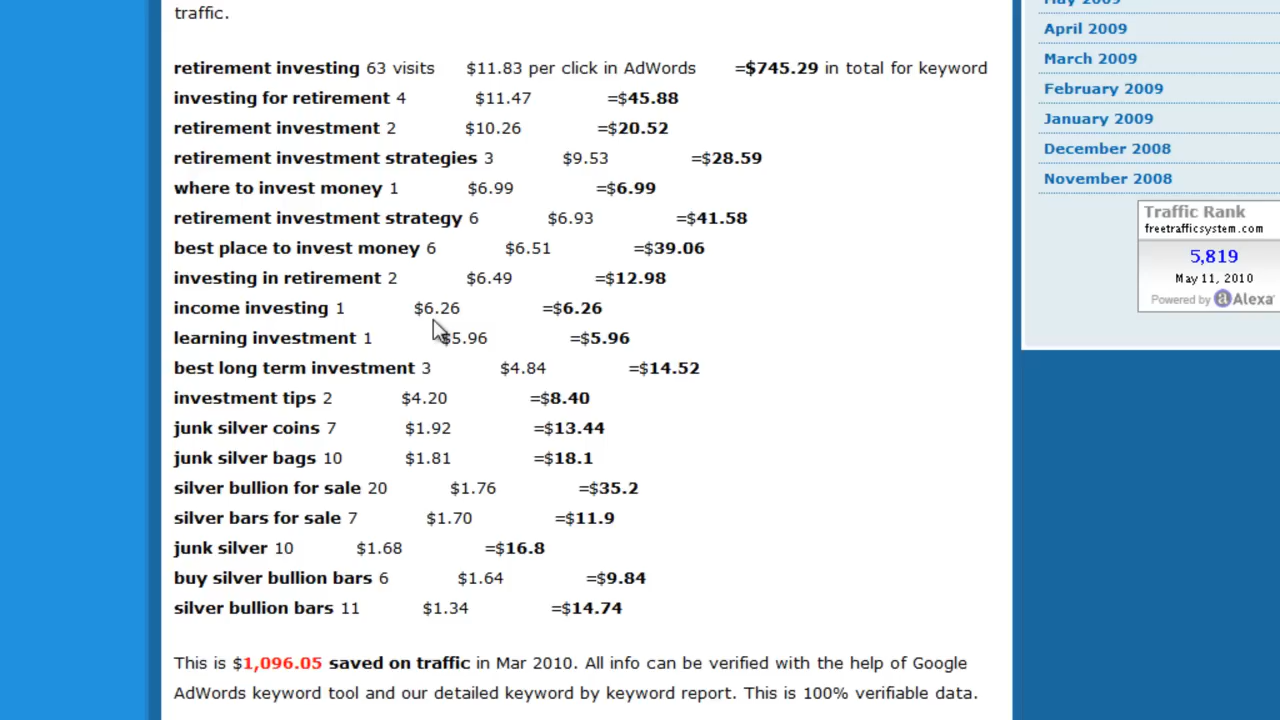 traffic.
retirement investing 63 visits $11.83 per click in AdWords =$745.29 in total for keyword
investing for retirement 4 $11.47 =$45.88
retirement investment 2 $10.26 =$20.52
retirement investment strategies 3 $9.53 =$28.59
where to invest money 1 $6.99 =$6.99
retirement investment strategy 6 $6.93 =$41.58
best place to invest money 6 $6.51 =$39.06
investing in retirement 2 $6.49 =$12.98
income investing 1 $6.26 =$6.26
learning investment 1 $5.96 =$5.96
best long term investment 3 $4.84 =$14.52
investment tips 2 $4.20 =$8.40
junk silver coins 7 $1.92 =$13.44
junk silver bags 10 $1.81 =$18.1
silver bullion for sale 20 $1.76 =$35.2
silver bars for sale 7 $1.70 =$11.9
junk silver 10 $1.68 =$16.8
buy silver bullion bars 6 $1.64 =$9.84
silver bullion bars 11 $1.34 =$14.74
This is $1,096.05 saved on traffic in Mar 2010. All info can be verified with the help of Google
AdWords keyword tool and our detailed keyword by keyword report. This is 100% verifiable data.
May 2009
April 2009
March 2009
February 2009
January 2009
December 2008
November 2008
Traffic Rank
freetrafficsystem.com
5,819
May 11, 2010
Powered by Alexa